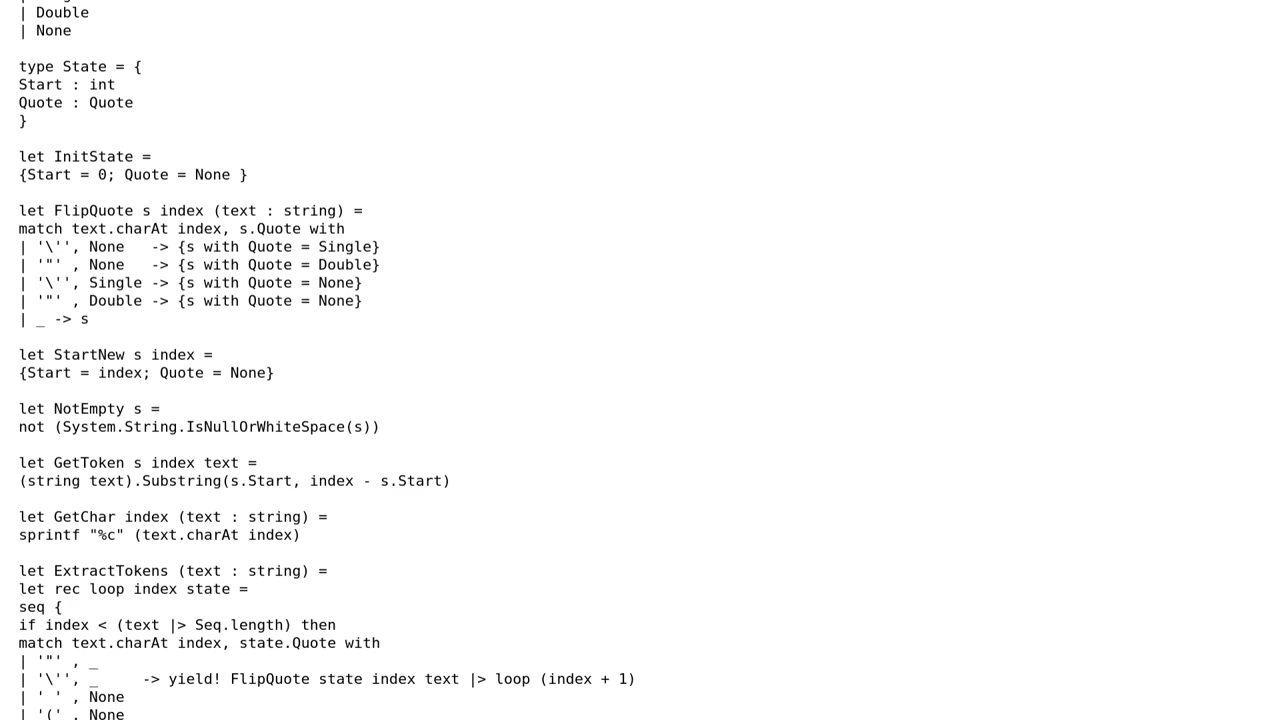 | Double
| None

type State = {
Start : int
Quote : Quote
}

let InitState =
{Start = 0; Quote = None }

let FlipQuote s index (text : string) =
match text.charAt index, s.Quote with
| '\'', None   -> {s with Quote = Single}
| '"' , None   -> {s with Quote = Double}
| '\'', Single -> {s with Quote = None}
| '"' , Double -> {s with Quote = None}
| _ -> s

let StartNew s index =
{Start = index; Quote = None}

let NotEmpty s =
not (System.String.IsNullOrWhiteSpace(s))

let GetToken s index text =
(string text).Substring(s.Start, index - s.Start)

let GetChar index (text : string) =
sprintf "%c" (text.charAt index)

let ExtractTokens (text : string) =
let rec loop index state =
seq {
if index < (text |> Seq.length) then
match text.charAt index, state.Quote with
| '"' , _
| '\'', _     -> yield! FlipQuote state index text |> loop (index + 1)
| ' ' , None
| '(' , None